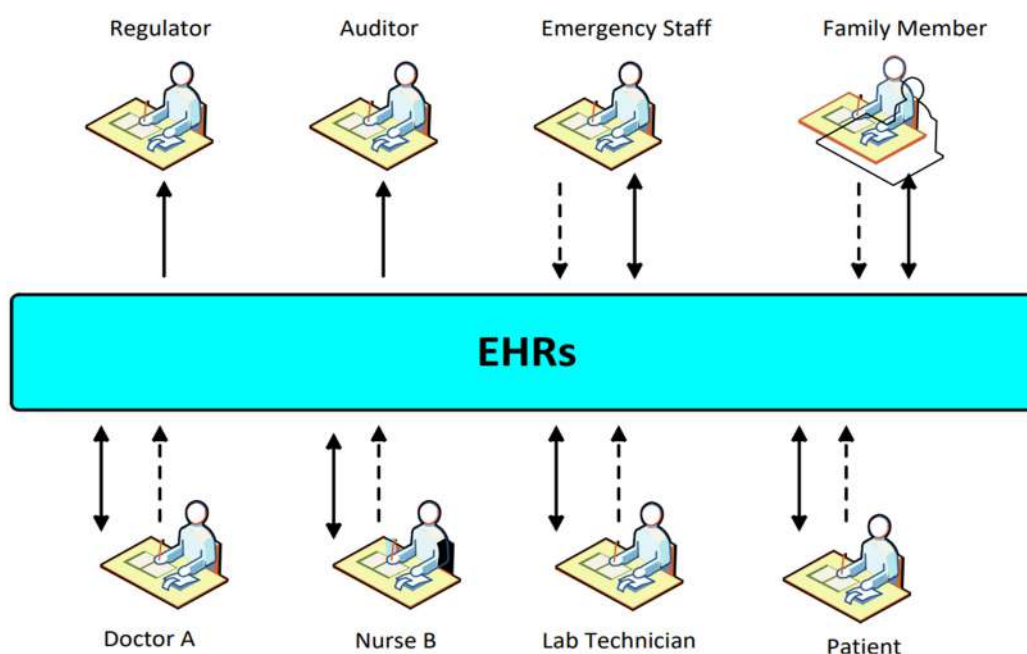 Regulator
Auditor
Emergency Staff
Family Member
EHRs
Doctor A
Nurse B
Lab Technician
Patient